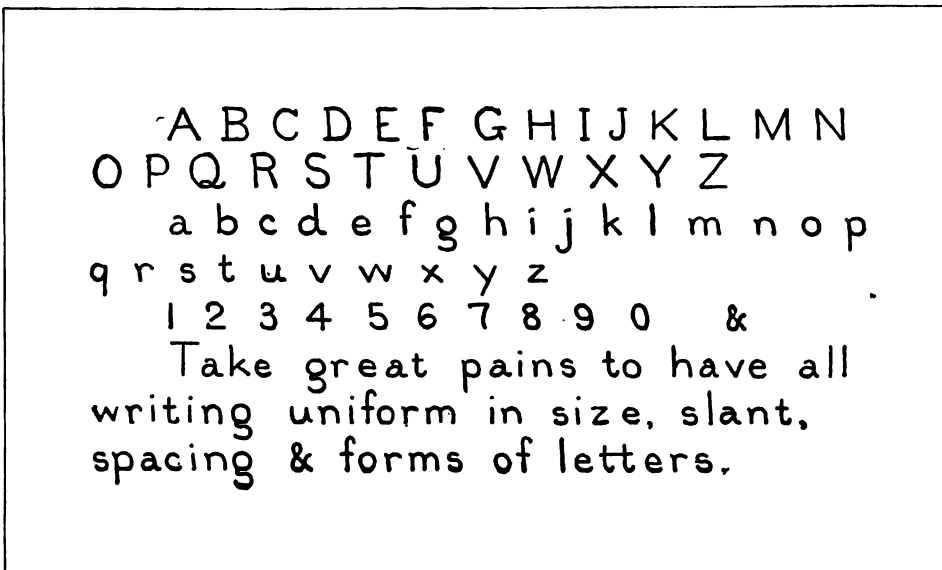 A B C D E F G H I J K L M N
O P Q R S T U V W X Y Z
a b c d e f g h i j k l m n o p
q r s t u v w x y z
1 2 3 4 5 6 7 8 9 0 &
Take great pains to have all
writing uniform in size, slant,
spacing & forms of letters.